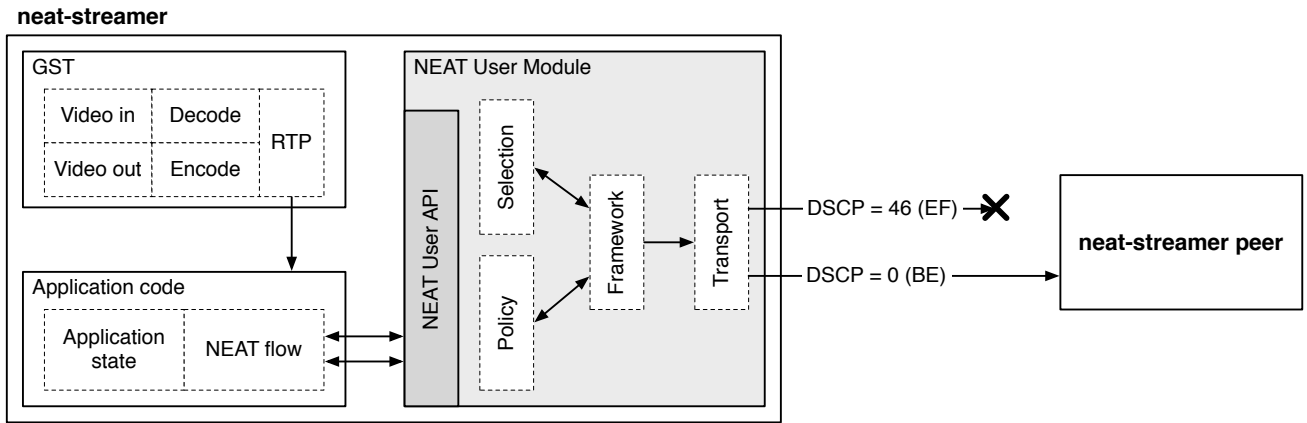 neat-streamer
GST
Video in
Decode
RTP
Video out
Encode
Application code
Application
state
NEAT flow
NEAT User Module
NEAT User API
Selection
Policy
Framework
Transport
DSCP = 46 (EF)
DSCP = 0 (BE)
neat-streamer peer